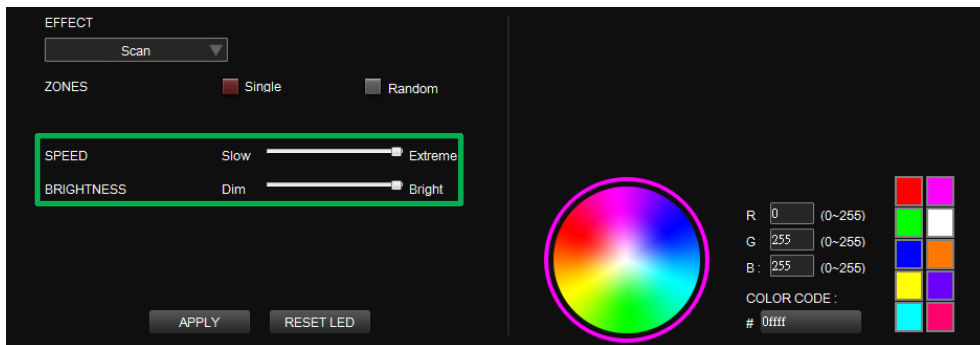 EFFECT
Scan
ZONES Single Random
SPEED Slow Extreme
BRIGHTNESS Dim Bright
APPLY RESET LED
R : 0 (0~255)
G : 255 (0~255)
B : 255 (0~255)
COLOR CODE :
# 0ffff